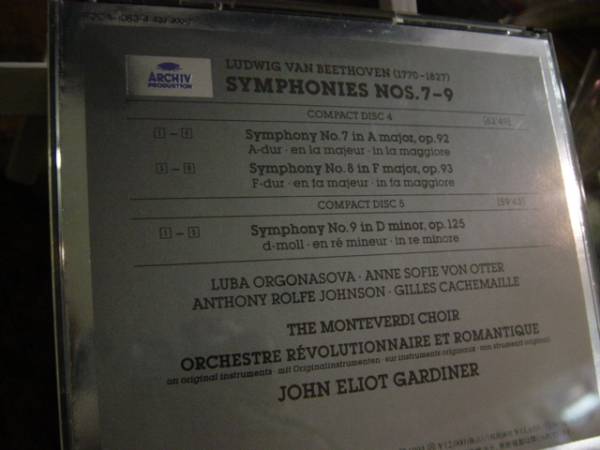 ARCHIV
PRODUKTION
LUDWIG VAN BEETHOVEN (1770-1827)
SYMPHONIES NOS.7-9
COMPACT DISC 4
Symphony No.7 in A major, op.92
A-dur · en la majeur · in la maggiore
Symphony No.8 in F major, op.93
F-dur · en fa majeur · in fa maggiore
COMPACT DISC 5 [59'43]
Symphony No.9 in D minor, op.125
d-moll · en ré mineur · in re minore
LUBA ORGONASOVA · ANNE SOFIE VON OTTER
ANTHONY ROLFE JOHNSON · GILLES CACHEMAILLE
THE MONTEVERDI CHOIR
ORCHESTRE RÉVOLUTIONNAIRE ET ROMANTIQUE
on original instruments · mit Originalinstrumenten · sur instruments originaux · con strumenti originali
JOHN ELIOT GARDINER